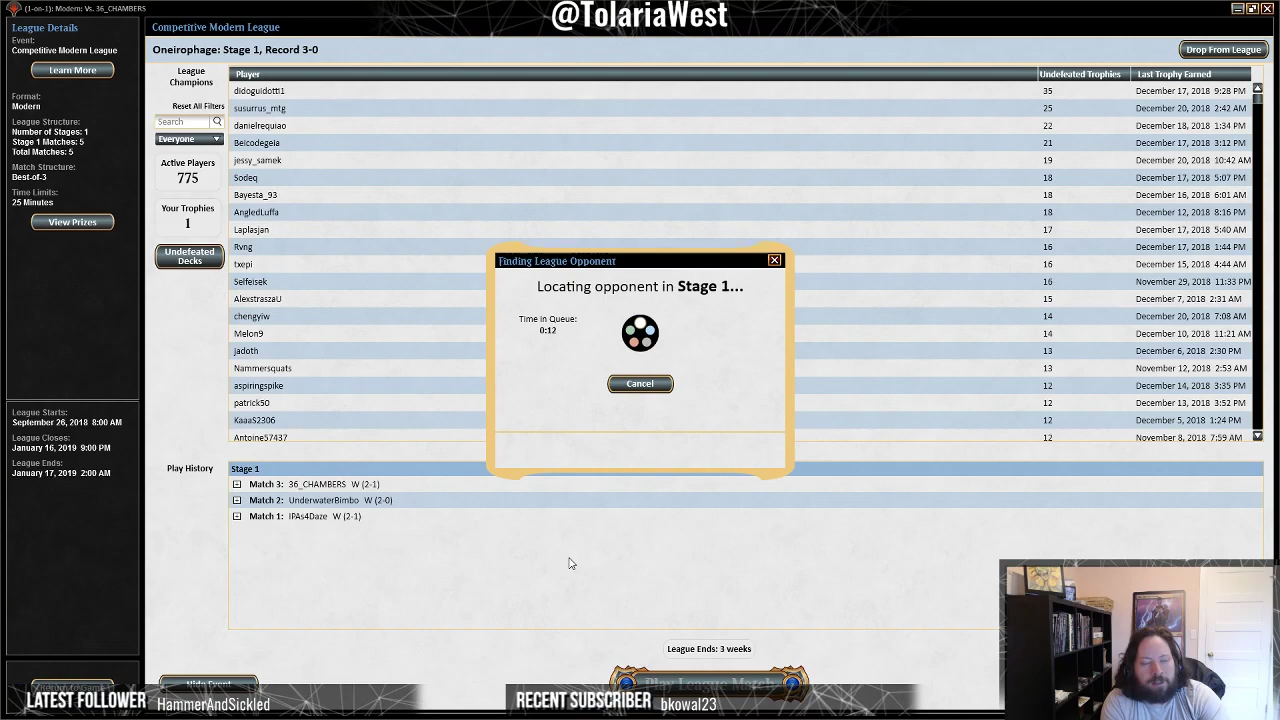 (1-on-1): Modern: Vs. 36_CHAMBERS
@TolariaWest
League Details
Event:
Competitive Modern League
Learn More
Format:
Modern
League Structure:
Number of Stages: 1
Stage 1 Matches: 5
Total Matches: 5
Match Structure:
Best-of-3
Time Limits:
25 Minutes
View Prizes
League Starts:
September 26, 2018 8:00 AM
League Closes:
January 16, 2019 9:00 PM
League Ends:
January 17, 2019 2:00 AM
Competitive Modern League
Oneirophage: Stage 1, Record 3-0
Drop From League
League
Champions
Reset All Filters
Search
Everyone
Active Players
775
Your Trophies
1
Undefeated
Decks
Player Undefeated Trophies Last Trophy Earned
didoguidotti1 35 December 17, 2018 9:28 PM
susurrus_mtg 25 December 20, 2018 2:42 AM
danielrequiao 22 December 18, 2018 1:34 PM
Beicodegeia 21 December 17, 2018 3:12 PM
jessy_samek 19 December 20, 2018 10:42 AM
Sodeq 18 December 17, 2018 5:07 PM
Bayesta_93 18 December 16, 2018 6:01 AM
AngledLuffa 18 December 12, 2018 8:16 PM
Laplasjan 17 December 17, 2018 5:40 AM
Rvng 16 December 17, 2018 1:44 PM
txepi 16 December 15, 2018 4:44 AM
Selfeisek 16 November 29, 2018 11:33 PM
AlexstraszaU 15 December 7, 2018 2:31 AM
chengyiw 14 December 20, 2018 7:08 AM
Melon9 14 December 10, 2018 11:21 AM
Jadoth 13 December 6, 2018 2:30 PM
Nammersquats 13 November 12, 2018 2:53 AM
aspiringspike 12 December 14, 2018 3:35 PM
patrick50 12 December 13, 2018 3:52 PM
KaaaS2306 12 December 5, 2018 1:24 PM
Antoine57437 12 November 8, 2018 7:59 AM
Finding League Opponent
Locating opponent in Stage 1...
Time in Queue:
0:12
Cancel
Play History
Stage 1
Match 3: 36_CHAMBERS W (2-1)
Match 2: UnderwaterBimbo W (2-0)
Match 1: IPAs4Daze W (2-1)
League Ends: 3 weeks
Play League Match
Hide Event
Return to Game
LATEST FOLLOWER HammerAndSickled
RECENT SUBSCRIBER bkowal23